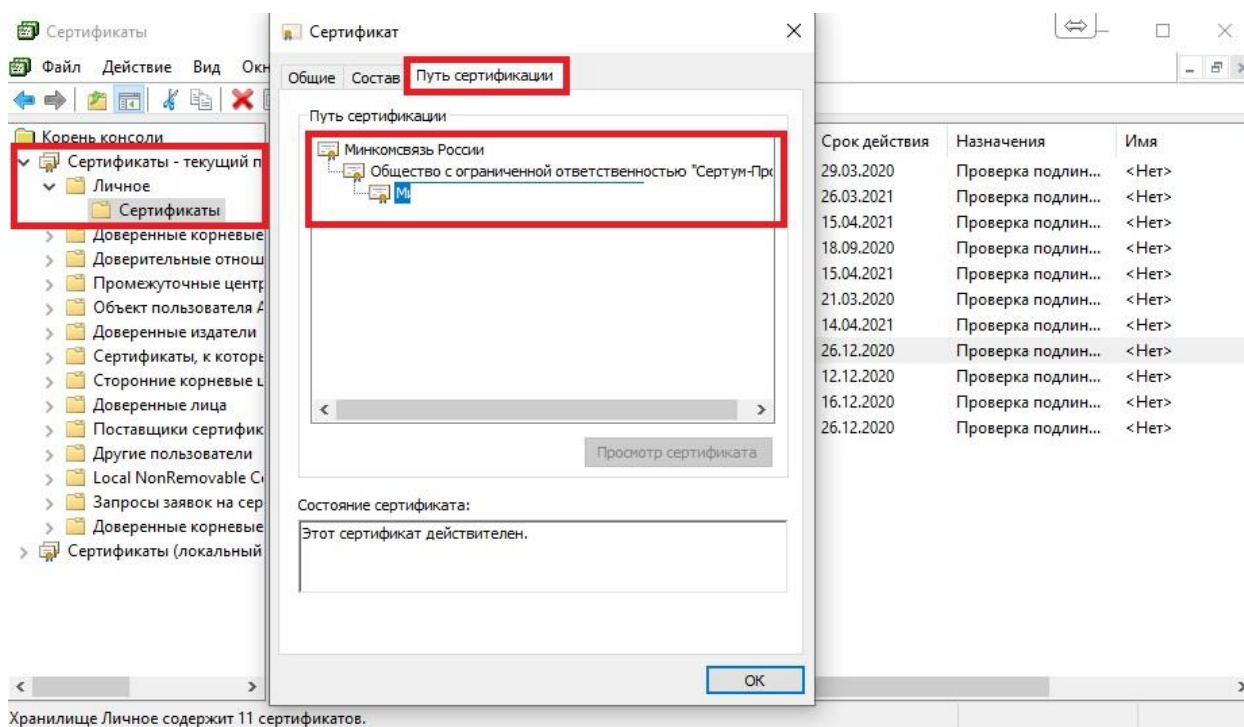 Сертификаты
Файл Действие Вид
Корень консоли
Сертификаты - текущий
Личное
Сертификаты
Доверенные корневые
Доверительные
Промежуточные
Объект пользователя
Доверенные издатели
Сертификаты, к
Сторонние корневые
Доверенные лица
Поставщики
Другие пользователи
Local NonRemovable
Запросы заявок на
Доверенные корневые
Сертификаты (локальный
Сертификат
Общие Состав Путь сертификации
Путь сертификации
Минкомсвязь России
Общество с ограниченной ответственностью "Сертум-Про
Просмотр сертификата
Состояние сертификата:
Этот сертификат действителен.
ОК
Срок действия Назначения Имя
29.03.2020 Проверка подлин... <Нет>
26.03.2021 Проверка подлин... <Нет>
15.04.2021 Проверка подлин... <Нет>
18.09.2020 Проверка подлин... <Нет>
15.04.2021 Проверка подлин... <Нет>
21.03.2020 Проверка подлин... <Нет>
14.04.2021 Проверка подлин... <Нет>
26.12.2020 Проверка подлин... <Нет>
12.12.2020 Проверка подлин... <Нет>
16.12.2020 Проверка подлин... <Нет>
26.12.2020 Проверка подлин... <Нет>
Хранилище Личное содержит 11 сертификатов.